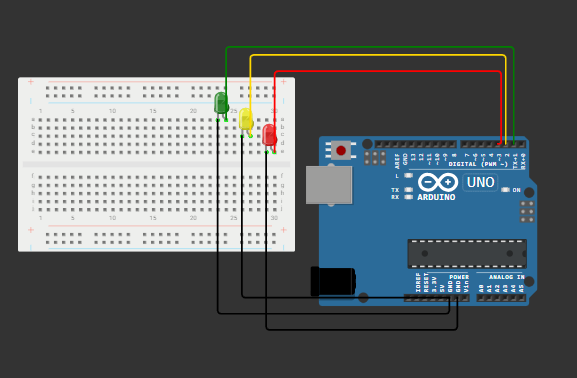 1 5 10 15 20 25 30
a
b
c
d
e
f
g
h
i
j
1 5 10 15 20 25 30
AREF
GND
13
12
~11
~10
~9
8
7
~6
~5
4
~3
2
TX→1
RX←0
DIGITAL (PWM ~)
L
TX
RX
UNO
ON
ARDUINO
IOREF
RESET
3.3V
5V
GND
GND
Vin
POWER
ANALOG IN
A0
A1
A2
A3
A4
A5